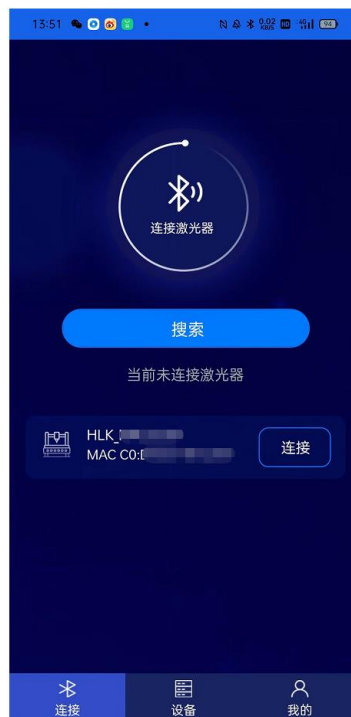 13:51
0.02
KB/S
HD
4G
94
连接激光器
搜索
当前未连接激光器
HLK_
MAC C0:
连接
连接
设备
我的